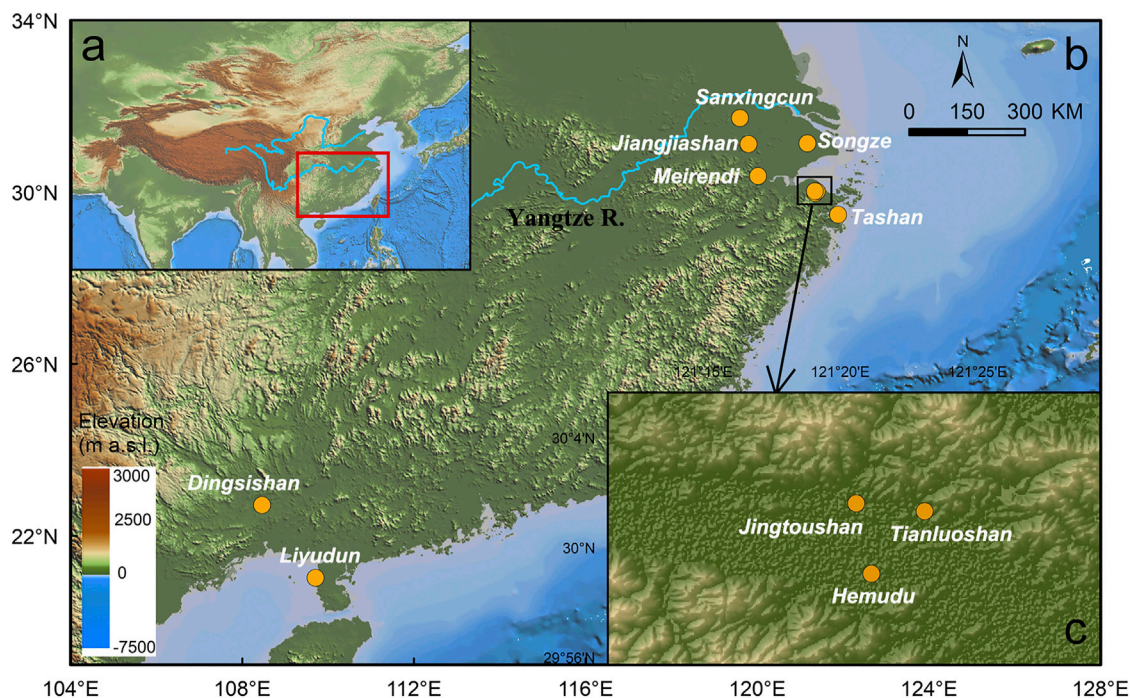 34°N
30°N
26°N
22°N
104°E
108°E
112°E
116°E
120°E
124°E
128°E
a
b
N
0 150 300 KM
Sanxingcun
Jiangjiashan
Songze
Meirendi
Tashan
Yangtze R.
121°15'E
121°20'E
121°25'E
30°4'N
30°N
29°56'N
Elevation
(m a.s.l.)
3000
2500
0
-7500
Dingsishan
Liyudun
Jingtoushan
Tianluoshan
Hemudu
c